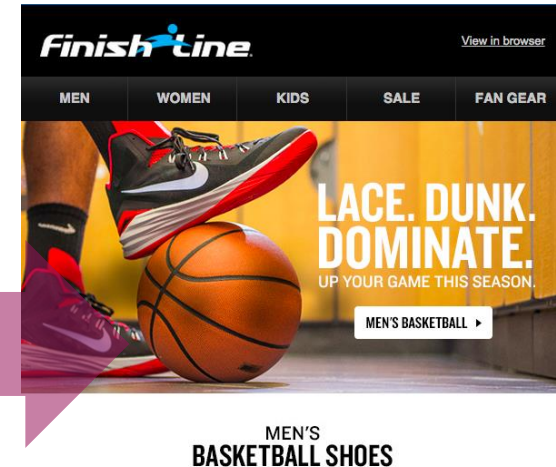 Finish Line
View in browser
MEN WOMEN KIDS SALE FAN GEAR
LACE. DUNK.
DOMINATE.
UP YOUR GAME THIS SEASON.
MEN'S BASKETBALL
MEN'S
BASKETBALL SHOES